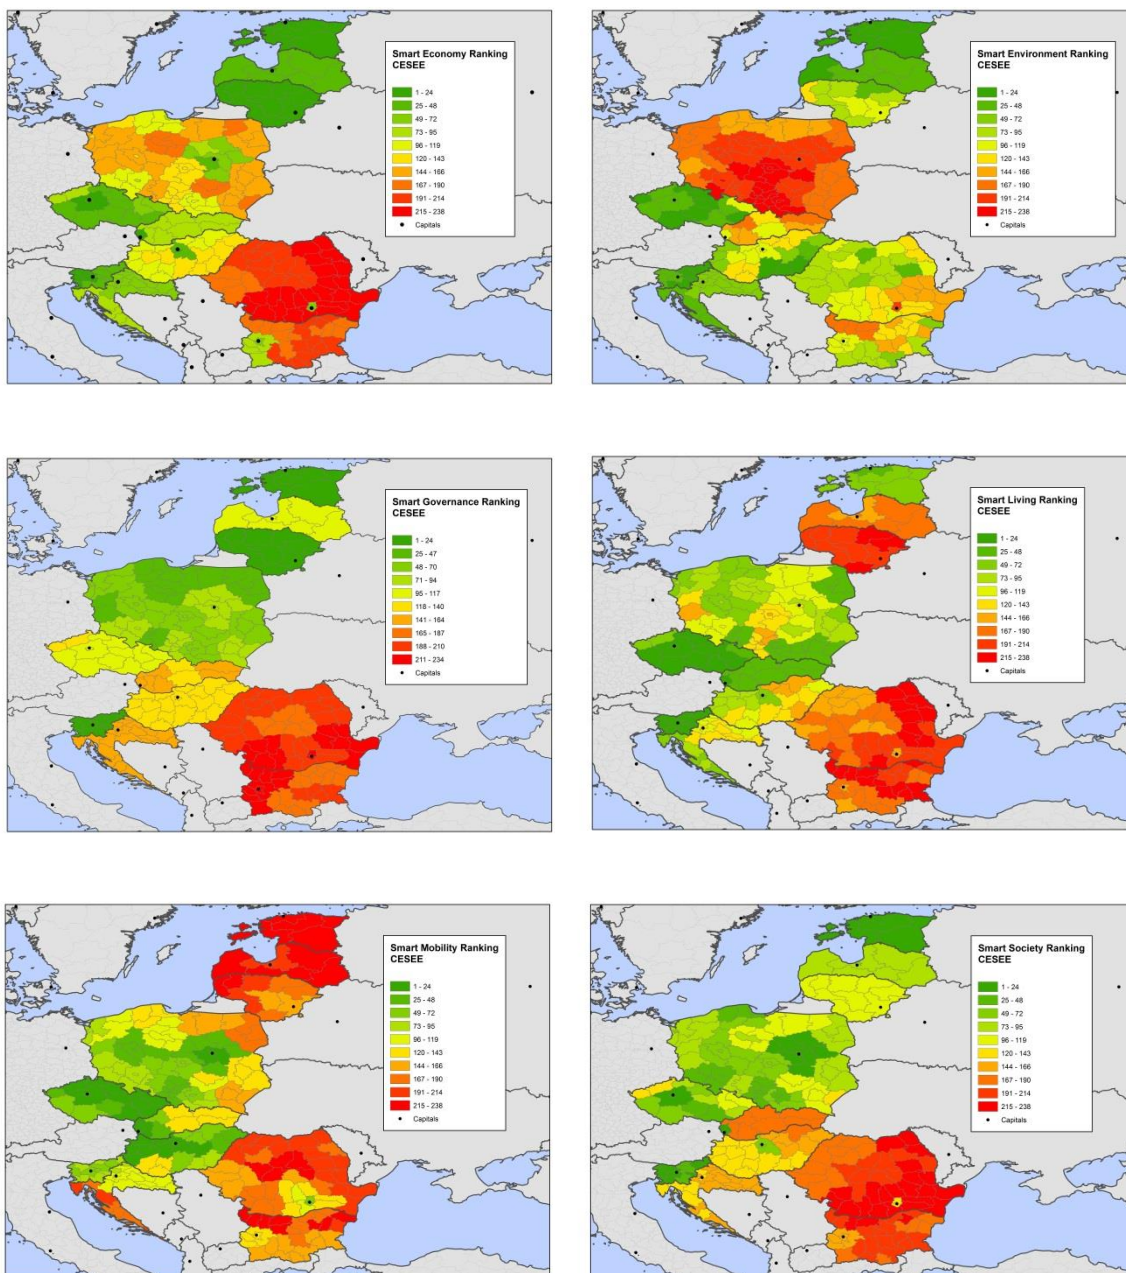 Smart Economy Ranking
CESEE
1 - 24
25 - 48
49 - 72
73 - 95
96 - 119
120 - 143
144 - 166
167 - 190
191 - 214
215 - 238
Capitals
Smart Environment Ranking
CESEE
1 - 24
25 - 48
49 - 72
73 - 95
96 - 119
120 - 143
144 - 166
167 - 190
191 - 214
215 - 238
Capitals
Smart Governance Ranking
CESEE
1 - 24
25 - 47
48 - 70
71 - 94
95 - 117
118 - 140
141 - 164
165 - 187
188 - 210
211 - 234
Capitals
Smart Living Ranking
CESEE
1 - 24
25 - 48
49 - 72
73 - 95
96 - 119
120 - 143
144 - 166
167 - 190
191 - 214
215 - 238
Capitals
Smart Mobility Ranking
CESEE
1 - 24
25 - 48
49 - 72
73 - 95
96 - 119
120 - 143
144 - 166
167 - 190
191 - 214
215 - 238
Capitals
Smart Society Ranking
CESEE
1 - 24
25 - 48
49 - 72
73 - 95
96 - 119
120 - 143
144 - 166
167 - 190
191 - 214
215 - 238
Capitals